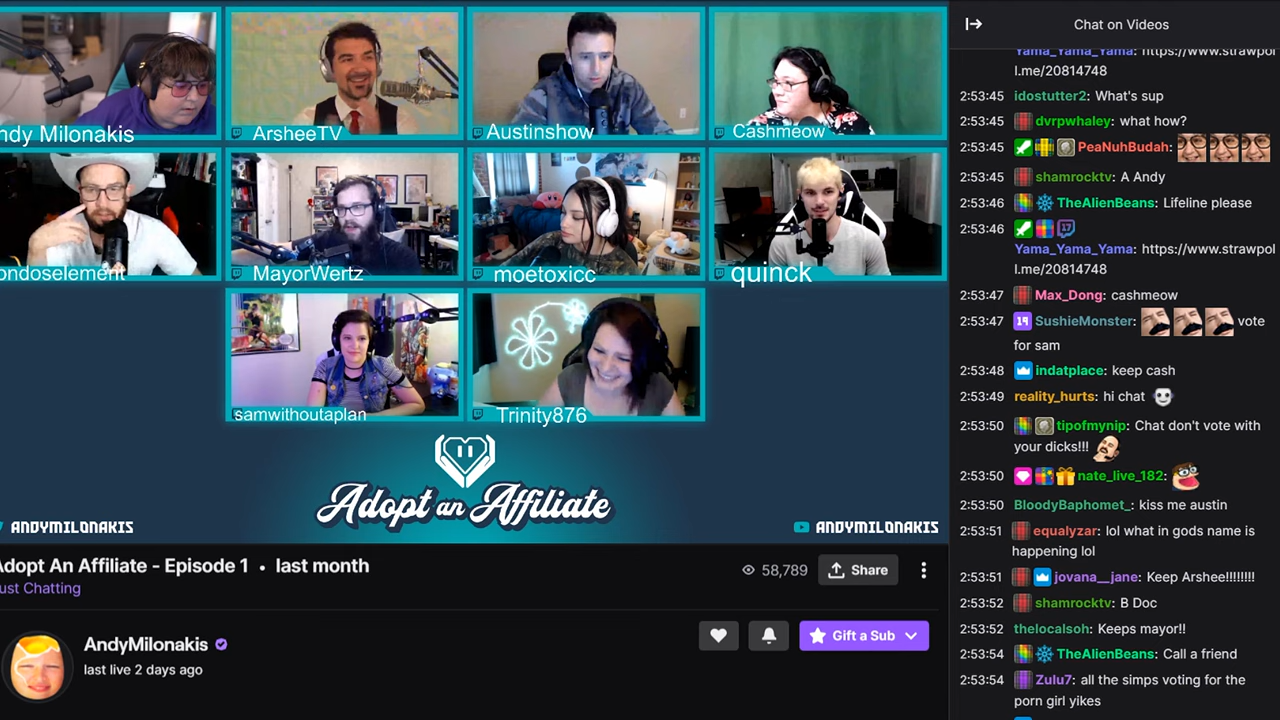 ndy Milonakis
ArsheeTV
Austinshow
Cashmeow
ondoselement
MayorWertz
moetoxicc
quinck
samwithoutaplan
Trinity876
Adopt an Affiliate
ANDYMILONAKIS
ANDYMILONAKIS
Adopt An Affiliate - Episode 1 • last month
ust Chatting
58,789
Share
AndyMilonakis
last live 2 days ago
Gift a Sub
Chat on Videos
Yama_Yama_Yama: https://www.strawpol
l.me/20814748
2:53:45 idostutter2: What's sup
2:53:45 dvrpwhaley: what how?
2:53:45 PeaNuhBudah:
2:53:45 shamrocktv: A Andy
2:53:46 TheAlienBeans: Lifeline please
2:53:46
Yama_Yama_Yama: https://www.strawpol
l.me/20814748
2:53:47 Max_Dong: cashmeow
2:53:47 19 SushieMonster: vote
for sam
2:53:48 indatplace: keep cash
2:53:49 reality_hurts: hi chat
2:53:50 tipofmynip: Chat don't vote with
your dicks!!!
2:53:50 nate_live_182:
2:53:50 BloodyBaphomet_: kiss me austin
2:53:51 equalyzar: lol what in gods name is
happening lol
2:53:51 jovana__jane: Keep Arshee!!!!!!!!
2:53:52 shamrocktv: B Doc
2:53:52 thelocalsoh: Keeps mayor!!
2:53:54 TheAlienBeans: Call a friend
2:53:54 Zulu7: all the simps voting for the
porn girl yikes